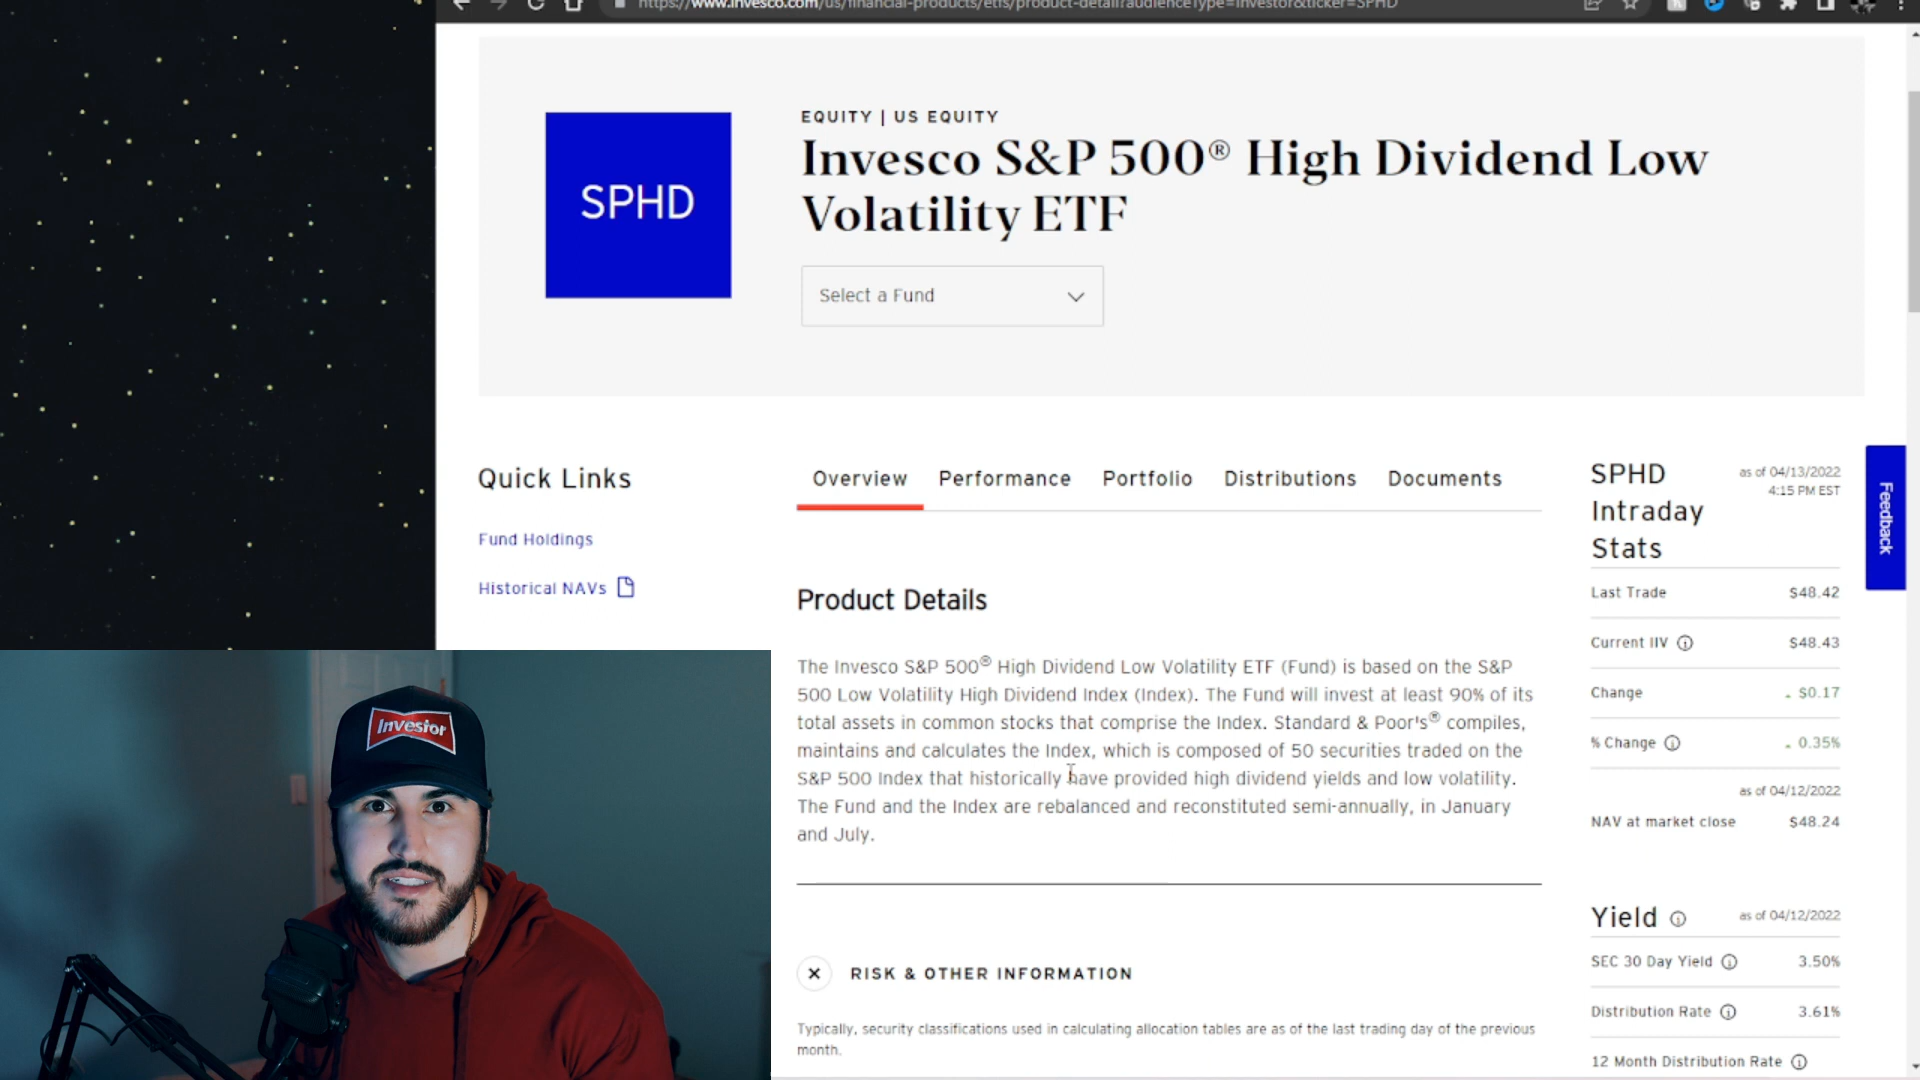 https://www.invesco.com/us/financial-products/etfs/product-detail?audienceType=Investor&ticker=SPHD
SPHD
EQUITY | US EQUITY
Invesco S&P 500® High Dividend Low
Volatility ETF
Select a Fund
Quick Links
Fund Holdings
Historical NAVs
Overview Performance Portfolio Distributions Documents
Product Details
The Invesco S&P 500® High Dividend Low Volatility ETF (Fund) is based on the S&P
500 Low Volatility High Dividend Index (Index). The Fund will invest at least 90% of its
total assets in common stocks that comprise the Index. Standard & Poor's® compiles,
maintains and calculates the Index, which is composed of 50 securities traded on the
S&P 500 Index that historically have provided high dividend yields and low volatility.
The Fund and the Index are rebalanced and reconstituted semi-annually, in January
and July.
RISK & OTHER INFORMATION
Typically, security classifications used in calculating allocation tables are as of the last trading day of the previous
month.
SPHD
Intraday
Stats
as of 04/13/2022
4:15 PM EST
Last Trade $48.42
Current IIV $48.43
Change $0.17
% Change 0.35%
as of 04/12/2022
NAV at market close $48.24
Yield as of 04/12/2022
SEC 30 Day Yield 3.50%
Distribution Rate 3.61%
12 Month Distribution Rate
Feedback
Investor